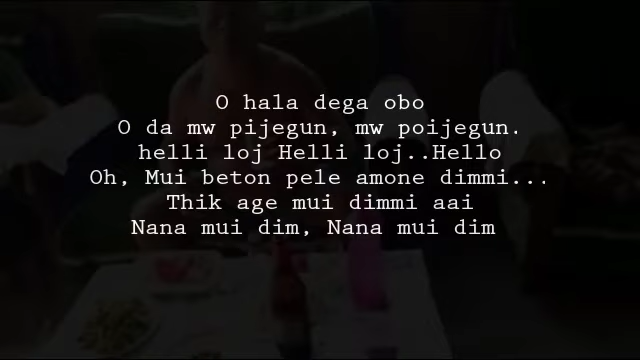 O hala dega obo
O da mw pijegun, mw poijegun.
helli loj Helli loj..Hello
Oh, Mui beton pele amone dimmi...
Thik age mui dimmi aai
Nana mui dim, Nana mui dim